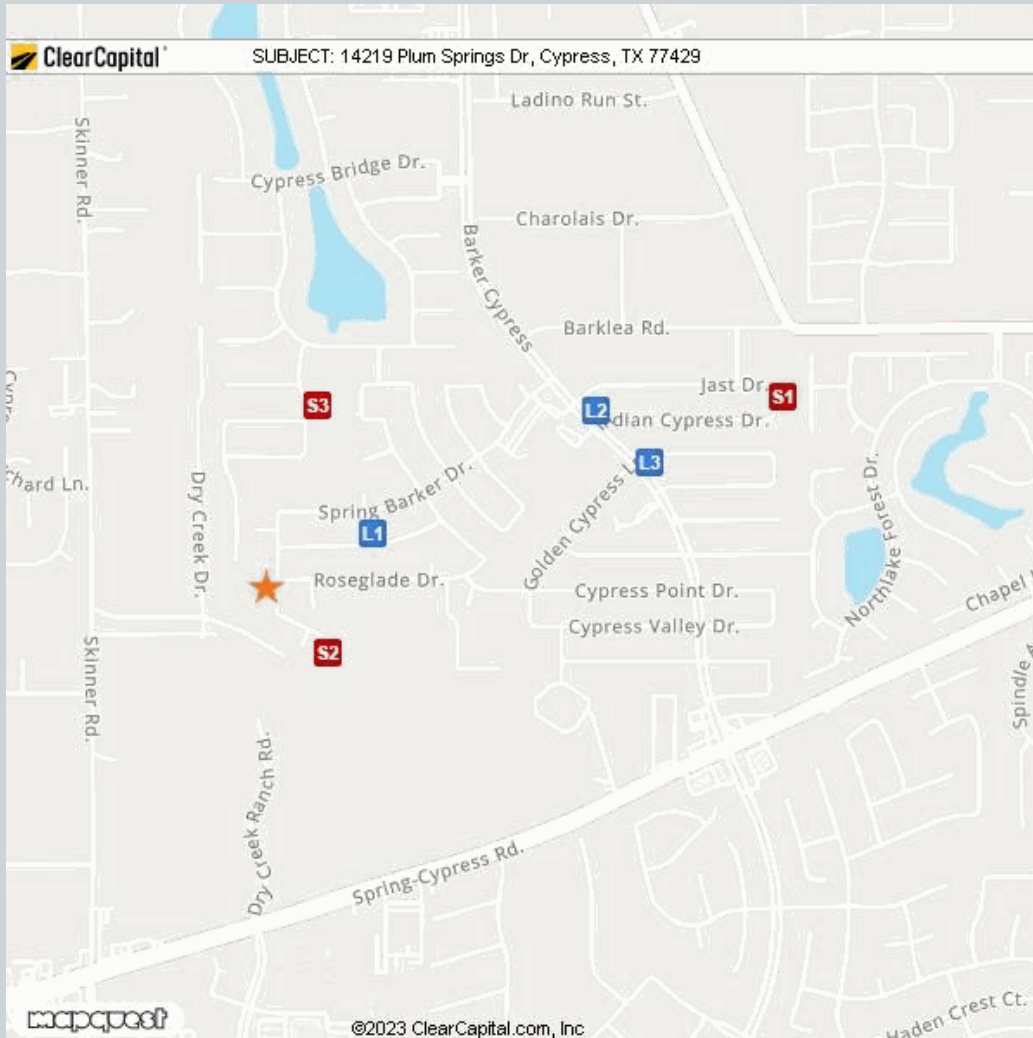 ClearCapital
SUBJECT: 14219 Plum Springs Dr, Cypress, TX 77429
Ladino Run St.
Skinner Rd.
Cypress Bridge Dr.
Charolais Dr.
Barker Cypress
Barklea Rd.
Jast Dr.
S1
S3
L2
dian Cypress Dr.
L3
chard Ln.
Dry Creek Dr.
Spring Barker Dr.
L1
Golden Cypress L
Northlake Forest Dr.
Roseglade Dr.
Cypress Point Dr.
Chapel
Cypress Valley Dr.
S2
Skinner Rd.
Spindle A
Dry Creek Ranch Rd.
Spring-Cypress Rd.
Haden Crest Ct.
mapquest
©2023 ClearCapital.com, Inc